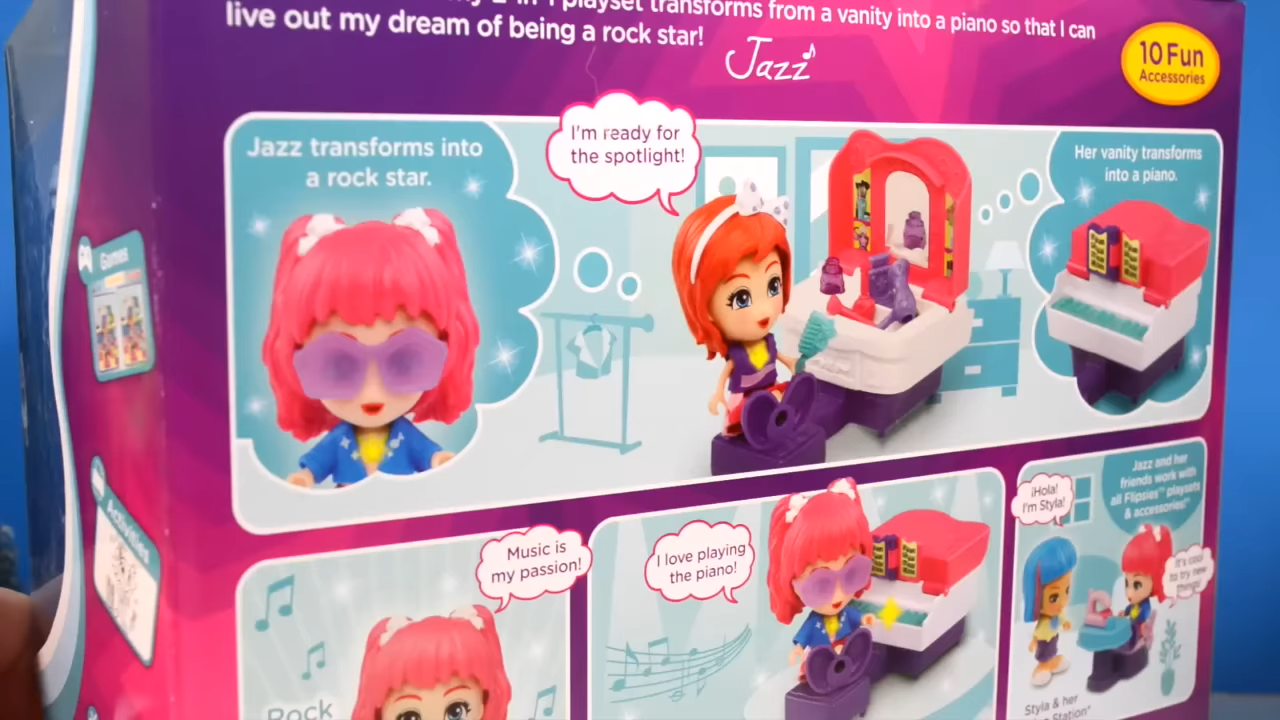 2-in-1 playset transforms from a vanity into a piano so that I can
live out my dream of being a rock star!
Jazz
10 Fun
Accessories
Jazz transforms into
a rock star.
I'm ready for
the spotlight!
Her vanity transforms
into a piano.
Games
Activities
Music is
my passion!
I love playing
the piano!
¡Hola!
I'm Styla!
Jazz and her
friends work with
all Flipsies™ playsets
& accessories*
It's cool
to try new
things!
Rock
Styla & her
Station*